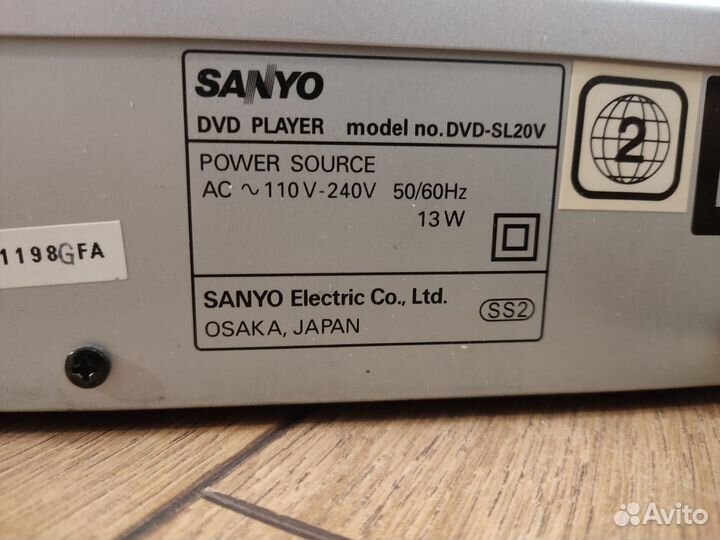 SANYO
DVD PLAYER model no. DVD-SL20V
POWER SOURCE
AC ~ 110V-240V 50/60Hz
13W
SANYO Electric Co., Ltd.
OSAKA, JAPAN
SS2
2
1198GFA
Avito